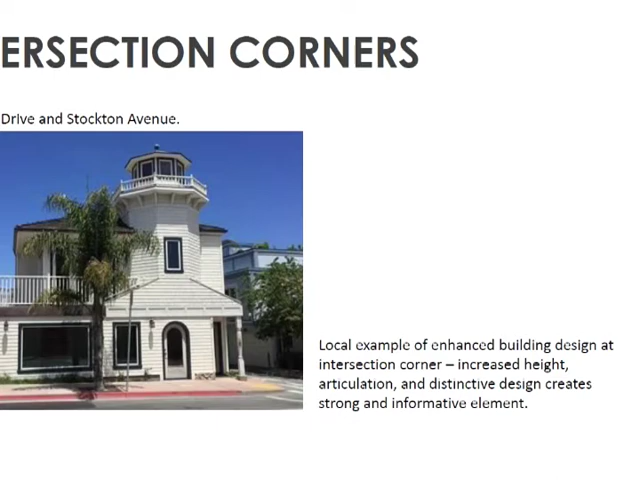 ERSECTION CORNERS
Drive and Stockton Avenue.
Local example of enhanced building design at
intersection corner – increased height,
articulation, and distinctive design creates
strong and informative element.